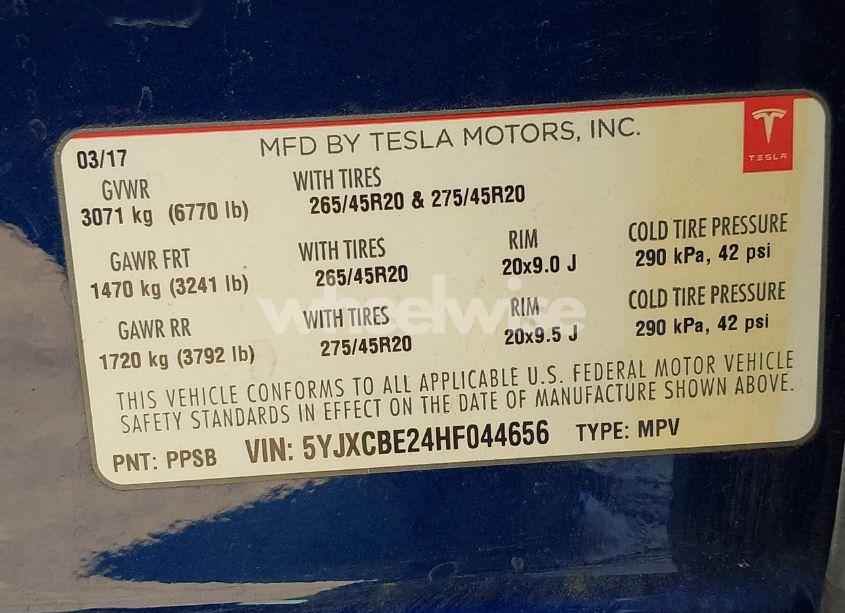 MFD BY TESLA MOTORS, INC.
TESLA
03/17
GVWR WITH TIRES
3071 kg (6770 lb) 265/45R20 & 275/45R20
GAWR FRT WITH TIRES RIM COLD TIRE PRESSURE
1470 kg (3241 lb) 265/45R20 20x9.0 J 290 kPa, 42 psi
GAWR RR WITH TIRES RIM COLD TIRE PRESSURE
1720 kg (3792 lb) 275/45R20 20x9.5 J 290 kPa, 42 psi
THIS VEHICLE CONFORMS TO ALL APPLICABLE U.S. FEDERAL MOTOR VEHICLE
SAFETY STANDARDS IN EFFECT ON THE DATE OF MANUFACTURE SHOWN ABOVE.
PNT: PPSB VIN: 5YJXCBE24HF044656 TYPE: MPV
wheelwise